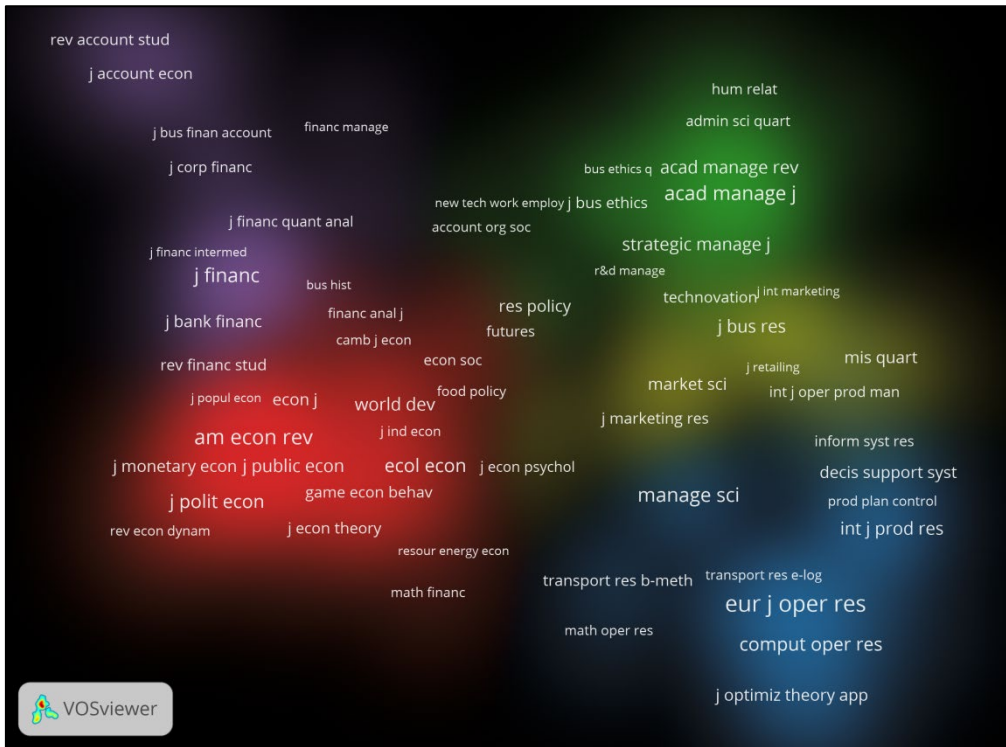 rev account stud
j account econ
hum relat
admin sci quart
j bus finan account
financ manage
j corp financ
bus ethics q
acad manage rev
acad manage j
new tech work employ
j bus ethics
j financ quant anal
account org soc
strategic manage j
j financ intermed
j financ
r&d manage
bus hist
technovation
j int marketing
res policy
financ anal j
j bank financ
futures
j bus res
camb j econ
econ soc
mis quart
rev financ stud
j retailing
market sci
food policy
int j oper prod man
j popul econ
econ j
world dev
j marketing res
j ind econ
am econ rev
inform syst res
j monetary econ
j public econ
ecol econ
j econ psychol
decis support syst
game econ behav
manage sci
j polit econ
prod plan control
rev econ dynam
j econ theory
int j prod res
resour energy econ
transport res b-meth
transport res e-log
math financ
eur j oper res
math oper res
comput oper res
j optimiz theory app
VOSviewer